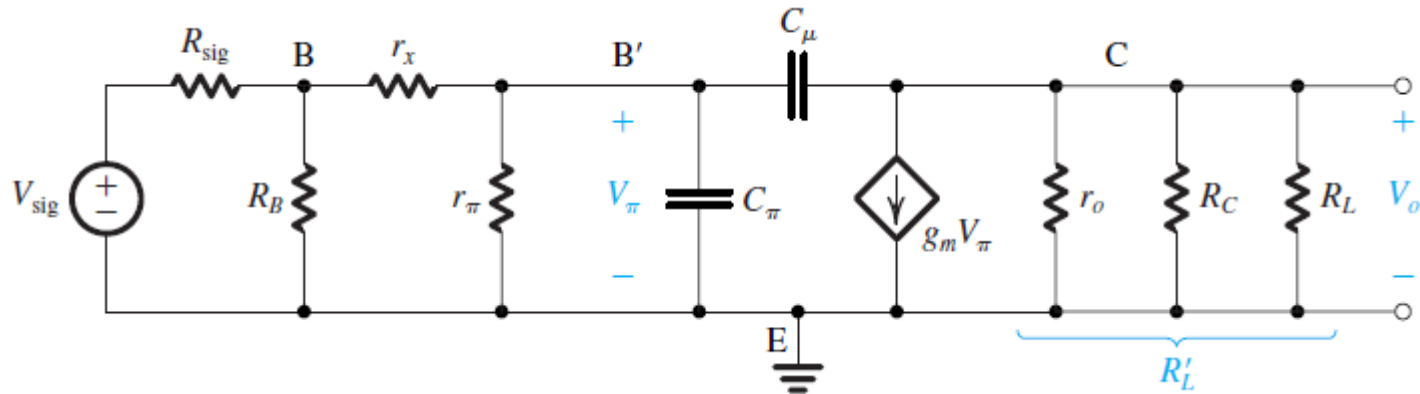 C_μ
R_sig B r_x B′ C
+ +
V_sig + − R_B r_π V_π C_π g_mV_π r_o R_C R_L V_o
− −
E
R′_L